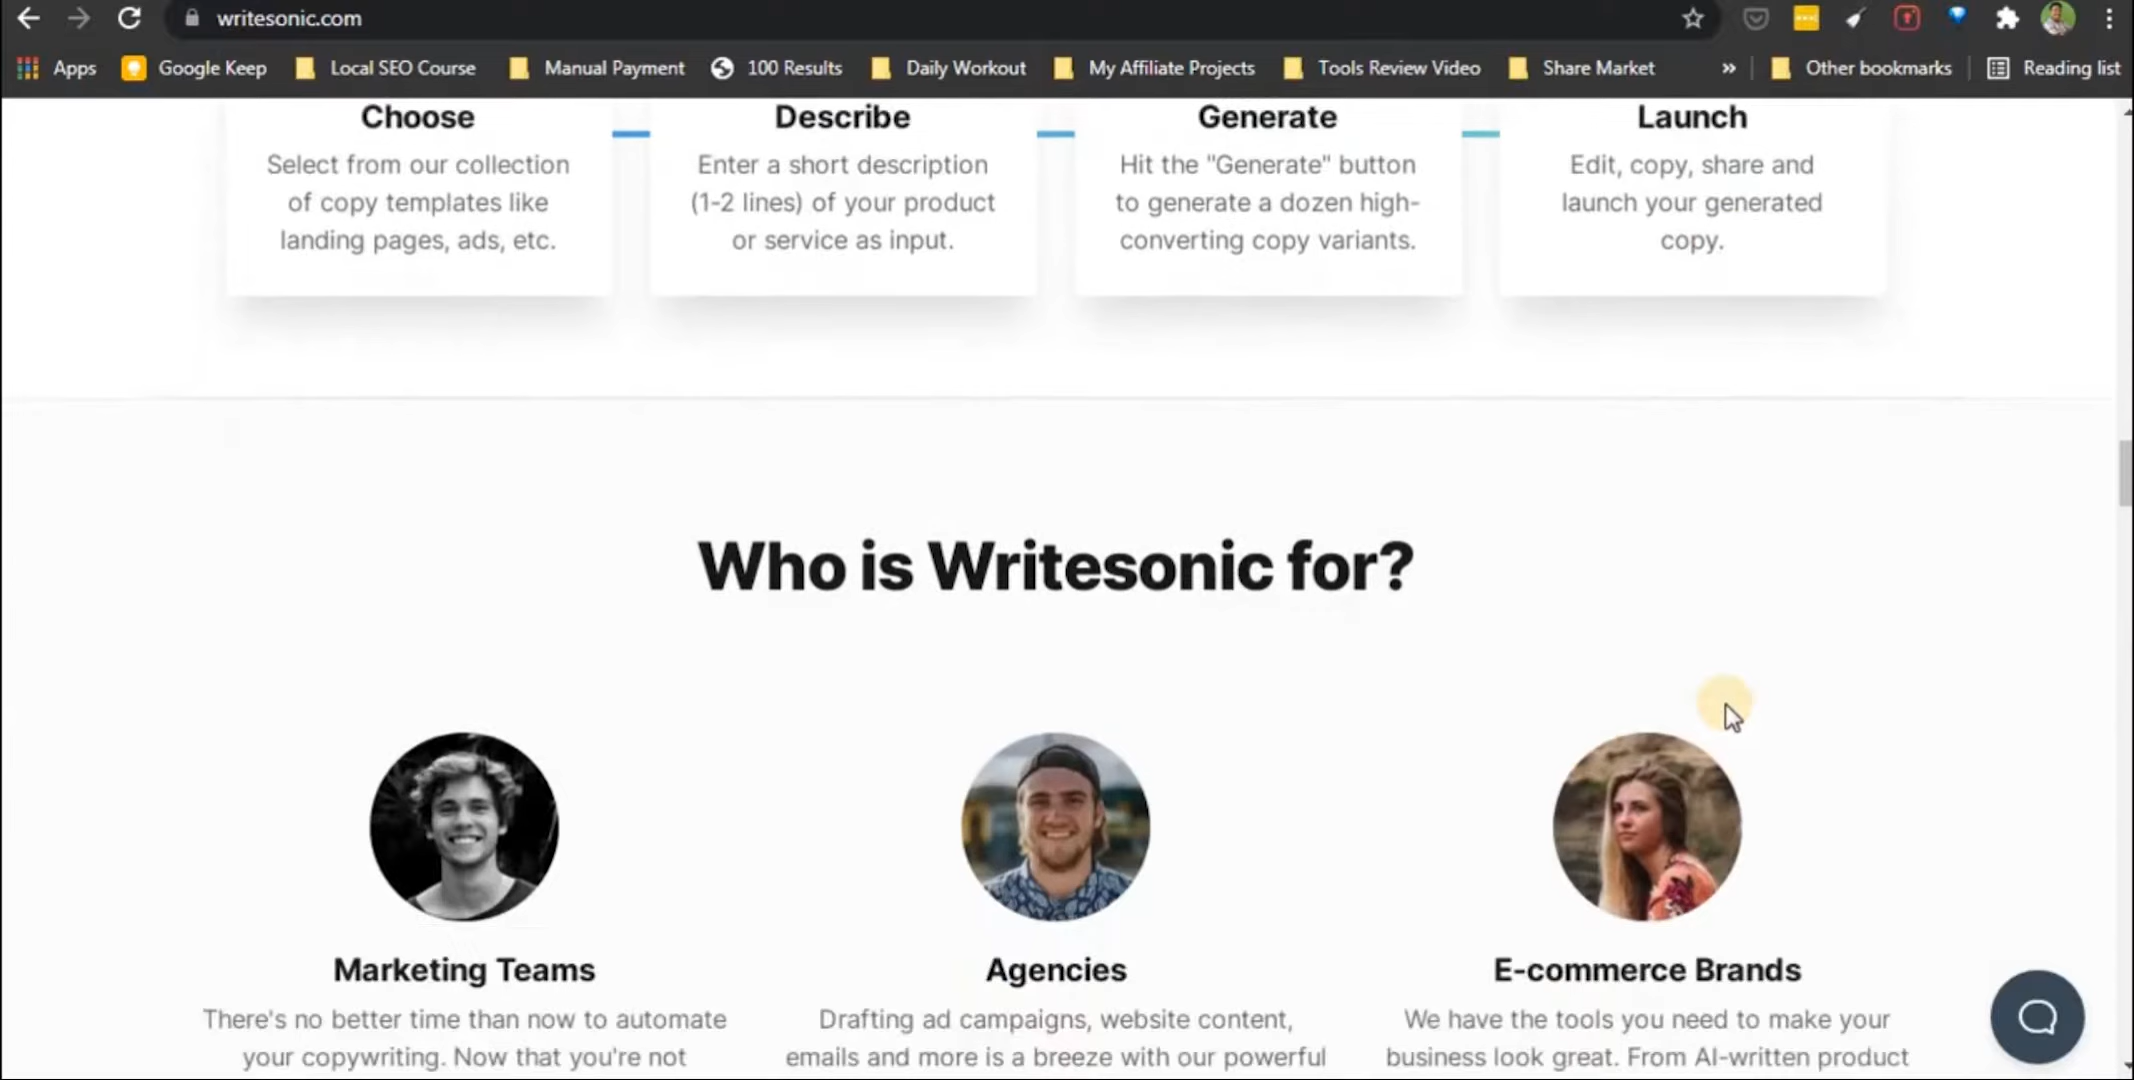 writesonic.com
Apps Google Keep Local SEO Course Manual Payment 100 Results Daily Workout My Affiliate Projects Tools Review Video Share Market » Other bookmarks Reading list
Choose
Select from our collection
of copy templates like
landing pages, ads, etc.
Describe
Enter a short description
(1-2 lines) of your product
or service as input.
Generate
Hit the "Generate" button
to generate a dozen high-
converting copy variants.
Launch
Edit, copy, share and
launch your generated
copy.
Who is Writesonic for?
Marketing Teams
There's no better time than now to automate
your copywriting. Now that you're not
Agencies
Drafting ad campaigns, website content,
emails and more is a breeze with our powerful
E-commerce Brands
We have the tools you need to make your
business look great. From AI-written product